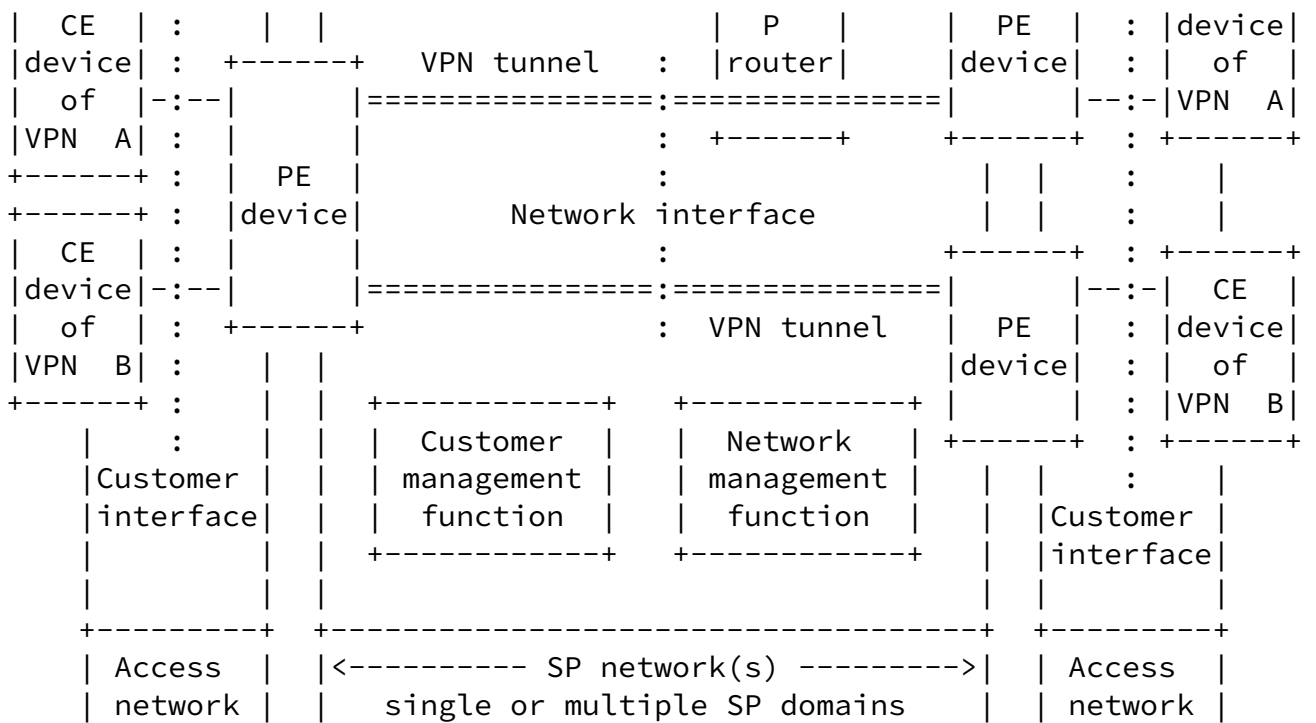 |  CE  | :    |  |                      |  P   |     |  PE  |  : |device|
|device| :  +------+   VPN tunnel   :  |router|     |device|  : |  of  |
|  of  |-:--|      |================:===============|      |--:-|VPN  A|
|VPN  A| :  |      |                :  +------+     +------+  : +------+
+------+ :  |  PE  |                :                 |  |    :    |
+------+ :  |device|        Network interface         |  |    :    |
|  CE  | :  |      |                :               +------+  : +------+
|device|-:--|      |================:===============|      |--:-|  CE  |
|  of  | :  +------+                :  VPN tunnel   |  PE  |  : |device|
|VPN  B| :    |  |                                  |device|  : |  of  |
+------+ :    |  |  +------------+   +------------+ |      |  : |VPN  B|
    |    :    |  |  |  Customer  |   |  Network   | +------+  : +------+
    |Customer |  |  | management |   | management |   |  |    :    |
    |interface|  |  |  function  |   |  function  |   |  |Customer |
    |         |  |  +------------+   +------------+   |  |interface|
    |         |  |                                    |  |         |
    +---------+  +------------------------------------+  +---------+
    | Access  |  |<---------- SP network(s) --------->|  | Access  |
    | network |  |   single or multiple SP domains    |  | network |